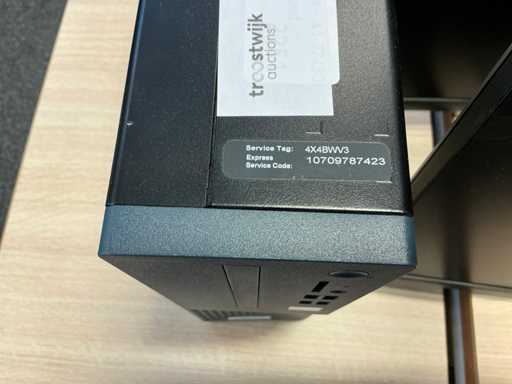 troostwijk
auctions
Service Tag: 4X4BWV3
Express
Service Code: 10709787423